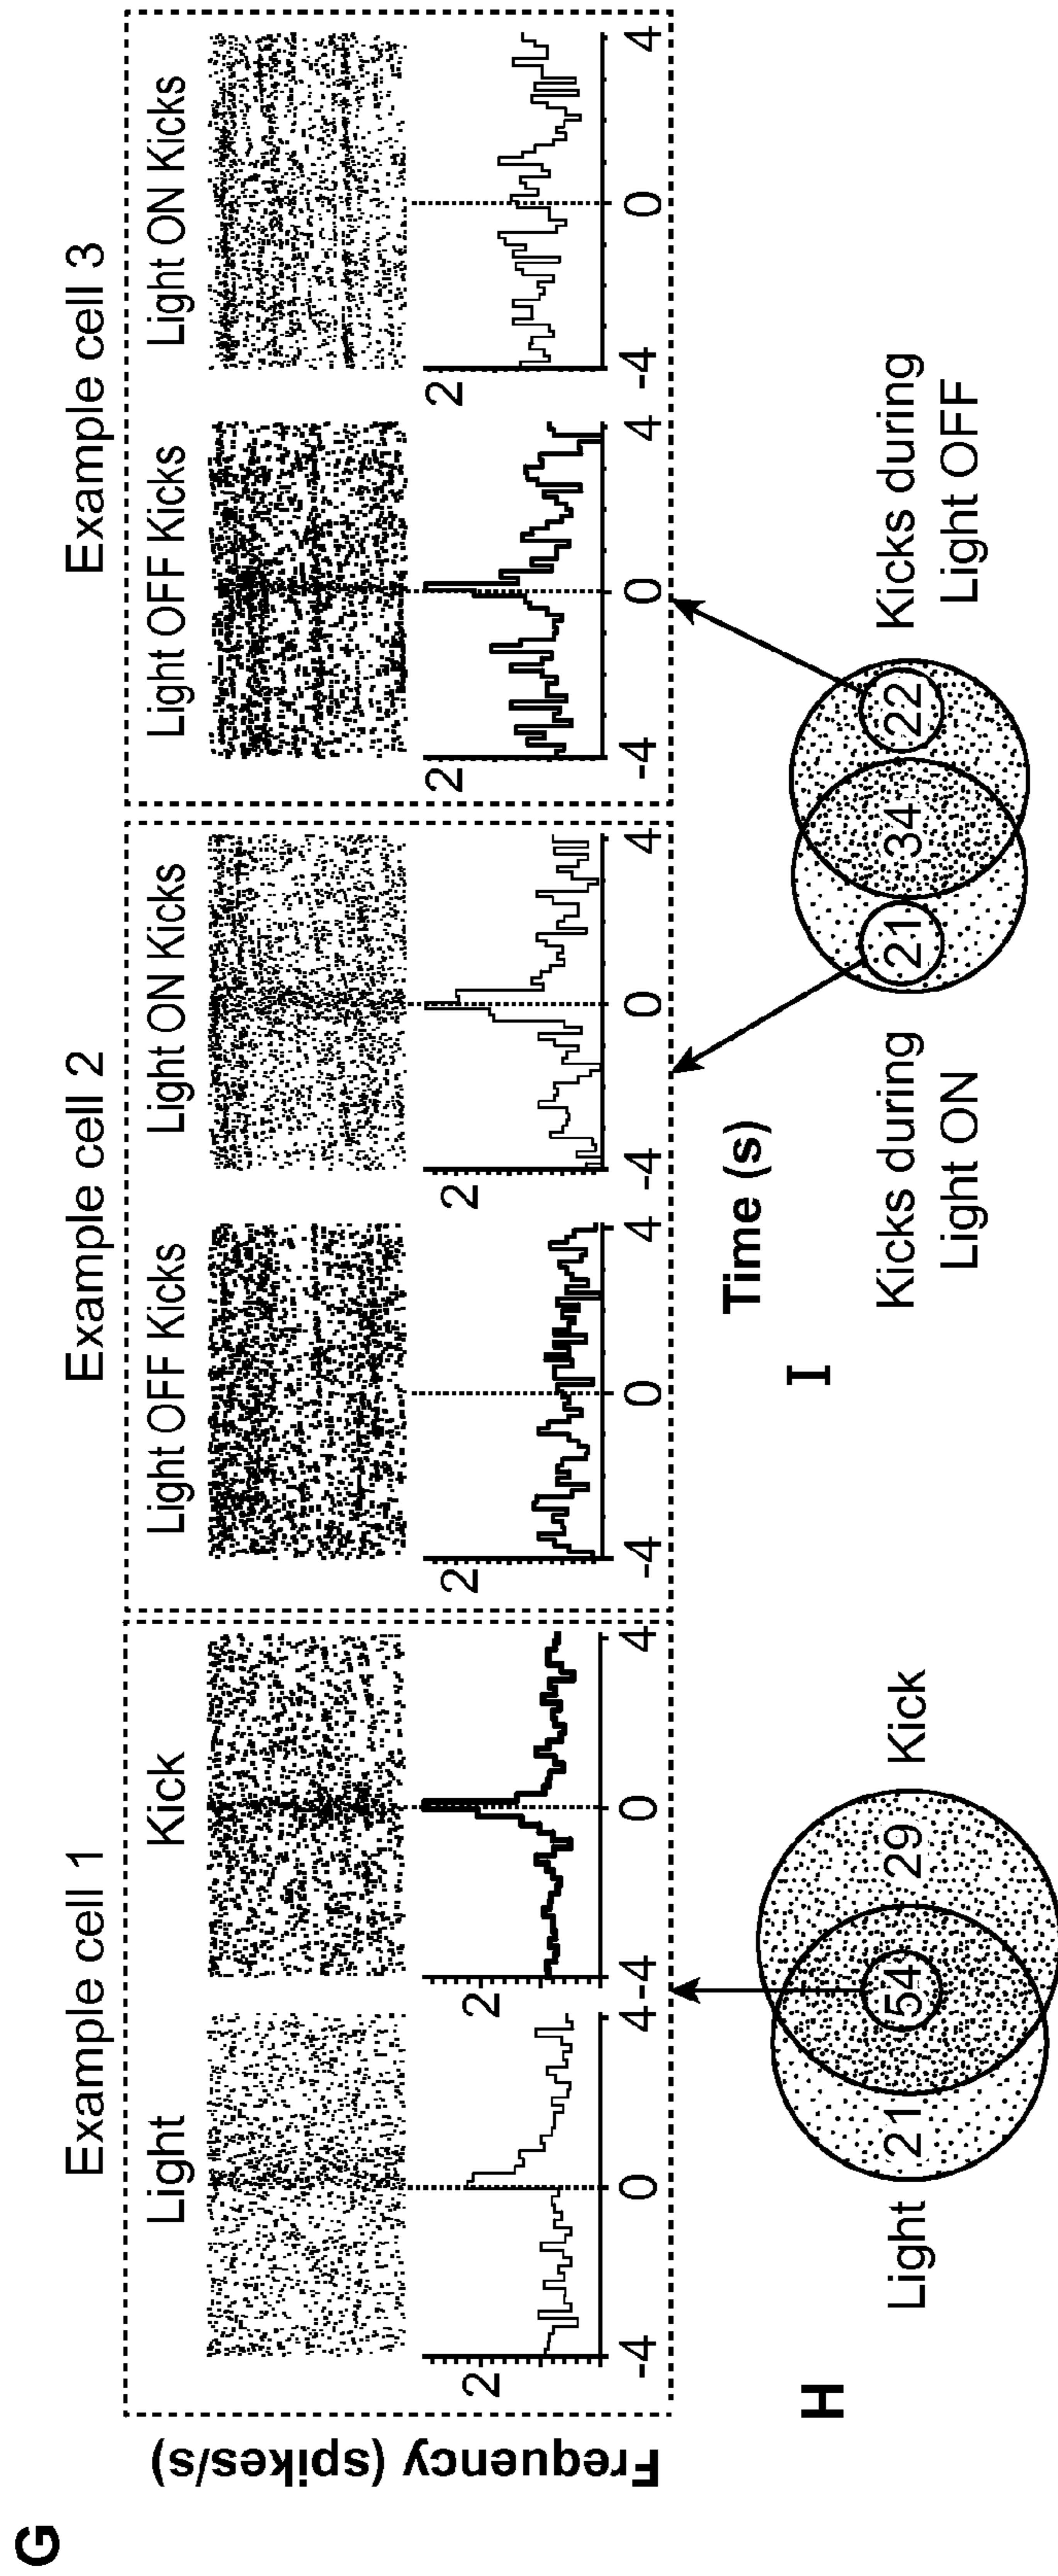 G
Example cell 1
Example cell 2
Example cell 3
Light
Kick
Light OFF Kicks
Light ON Kicks
Light OFF Kicks
Light ON Kicks
Frequency (spikes/s)
2
2
2
2
2
2
-4 0 4
-4 0 4
-4 0 4
-4 0 4
-4 0 4
-4 0 4
Time (s)
H
Light
21
54
29
Kick
I
Kicks during
Light ON
21
34
22
Kicks during
Light OFF